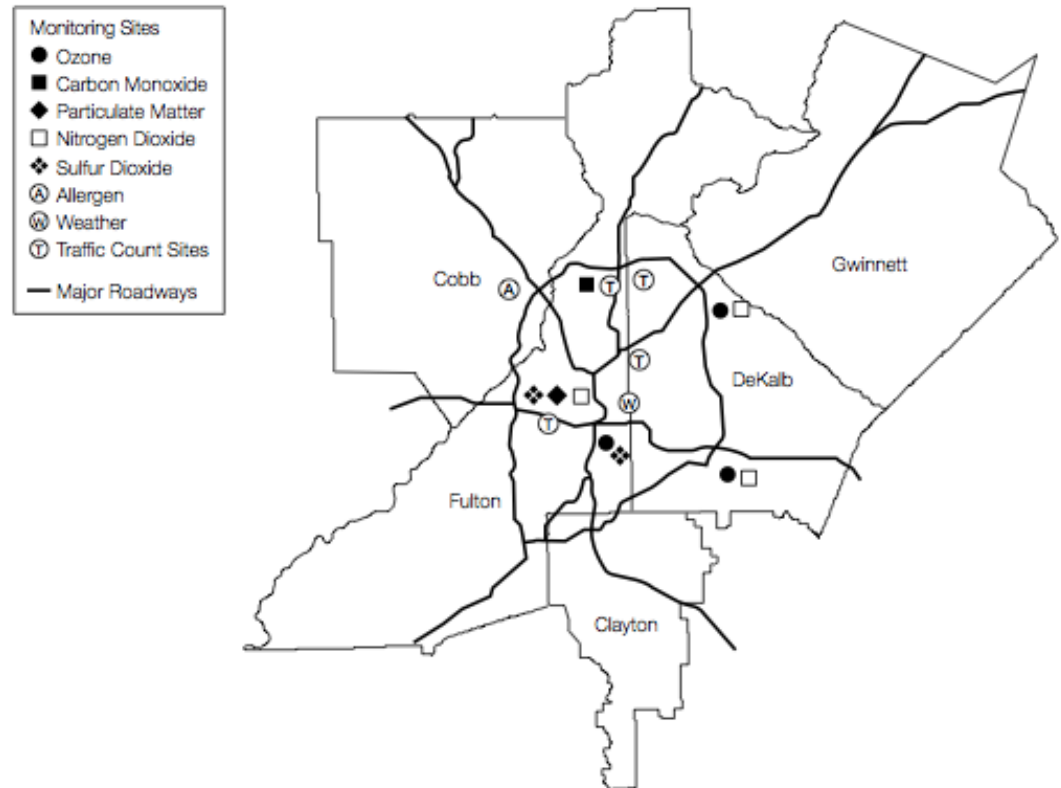 Monitoring Sites
Ozone
Carbon Monoxide
Particulate Matter
Nitrogen Dioxide
Sulfur Dioxide
A Allergen
W Weather
T Traffic Count Sites
Major Roadways
Cobb
Gwinnett
A
T
T
DeKalb
T
W
T
Fulton
Clayton